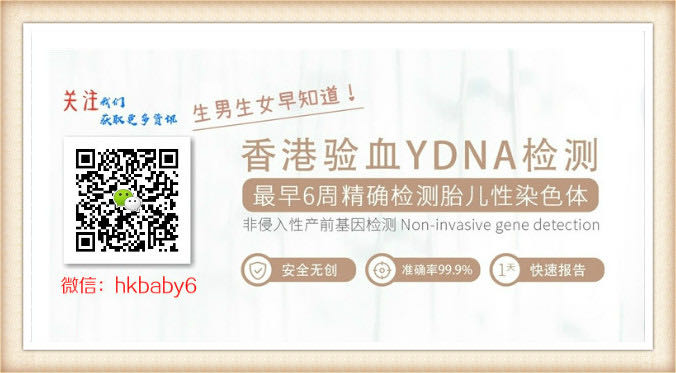 关注我们
获取更多资讯
生男生女早知道！
香港验血YDNA检测
最早6周精确检测胎儿性染色体
非侵入性产前基因检测 Non-invasive gene detection
安全无创
准确率99.9%
1天
快速报告
微信：hkbaby6